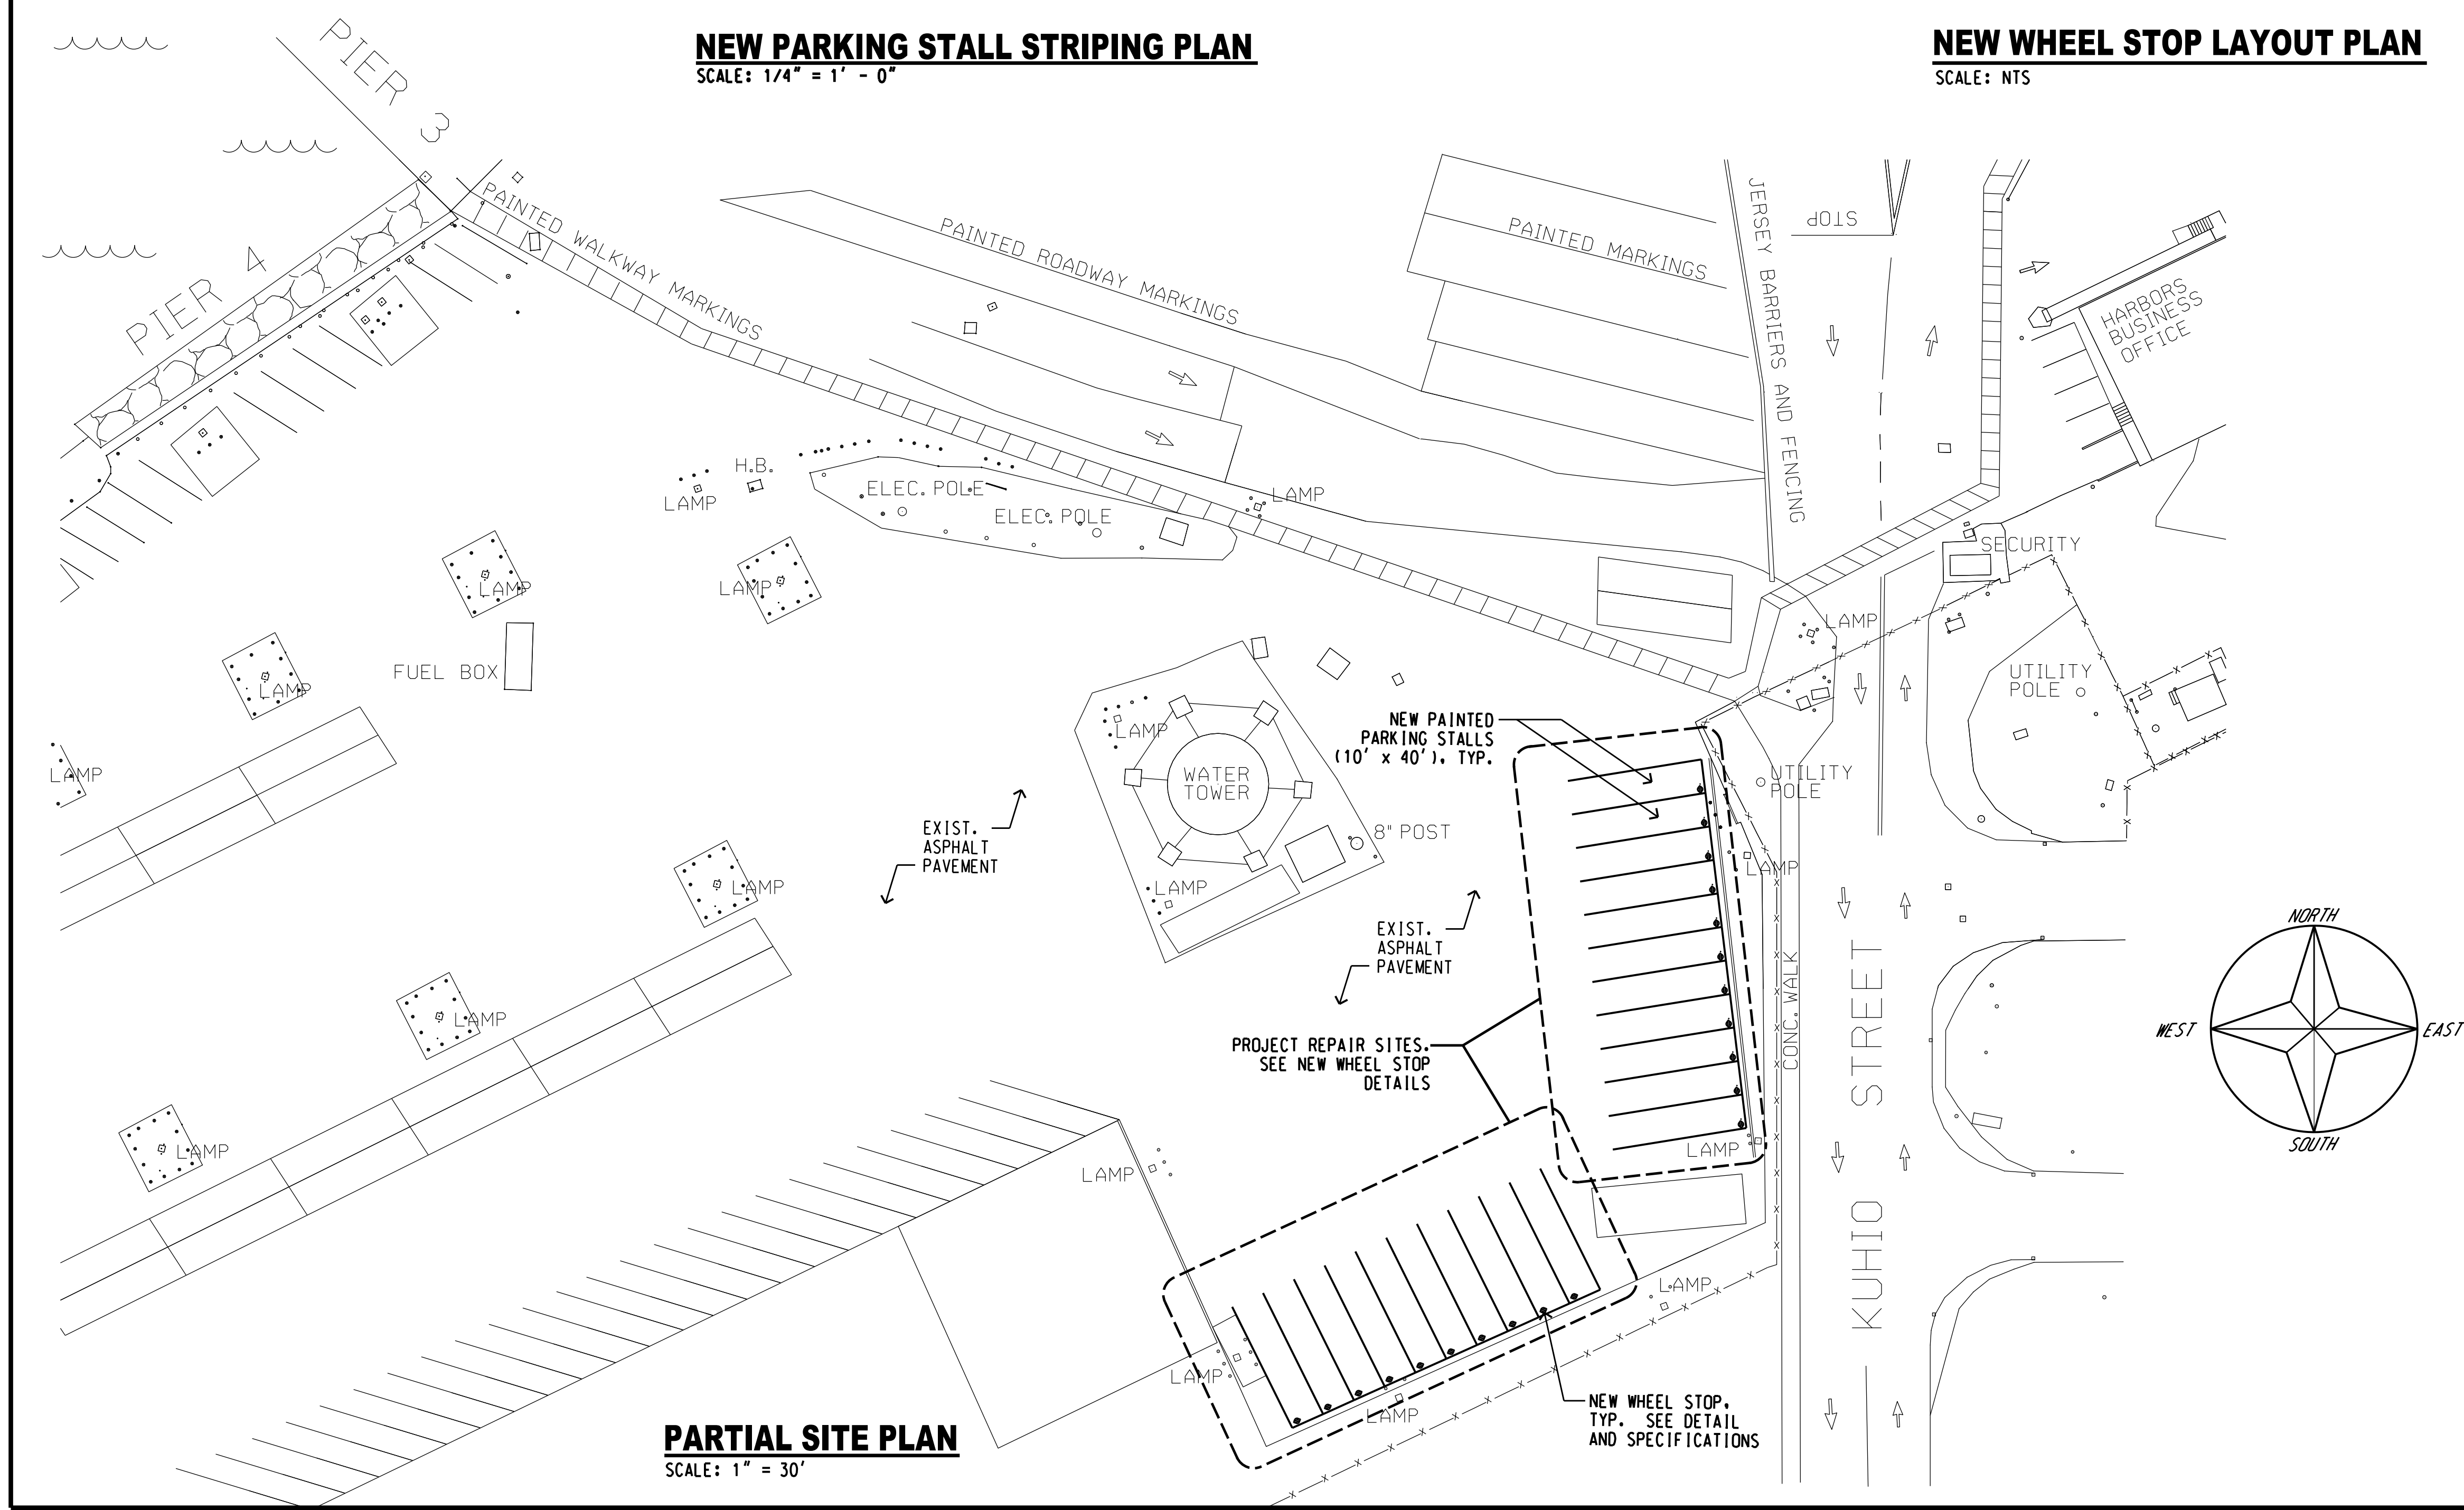 NEW PARKING STALL STRIPING PLAN
SCALE: 1/4" = 1' - 0"
NEW WHEEL STOP LAYOUT PLAN
SCALE: NTS
PIER 3
PIER 4
PAINTED WALKWAY MARKINGS
PAINTED ROADWAY MARKINGS
PAINTED MARKINGS
JERSEY BARRIERS AND FENCING
STOP
HARBORS
BUSINESS
OFFICE
H.B.
LAMP
ELEC. POLE
ELEC. POLE
LAMP
SECURITY
LAMP
LAMP
LAMP
FUEL BOX
LAMP
LAMP
UTILITY
POLE
LAMP
LAMP
WATER
TOWER
8" POST
LAMP
NEW PAINTED
PARKING STALLS
(10' x 40'), TYP.
UTILITY
POLE
LAMP
EXIST.
ASPHALT
PAVEMENT
LAMP
EXIST.
ASPHALT
PAVEMENT
CONC. WALK
KUHIO STREET
NORTH
WEST
EAST
SOUTH
LAMP
PROJECT REPAIR SITES.
SEE NEW WHEEL STOP
DETAILS
LAMP
LAMP
LAMP
LAMP
LAMP
LAMP
NEW WHEEL STOP,
TYP. SEE DETAIL
AND SPECIFICATIONS
PARTIAL SITE PLAN
SCALE: 1" = 30'